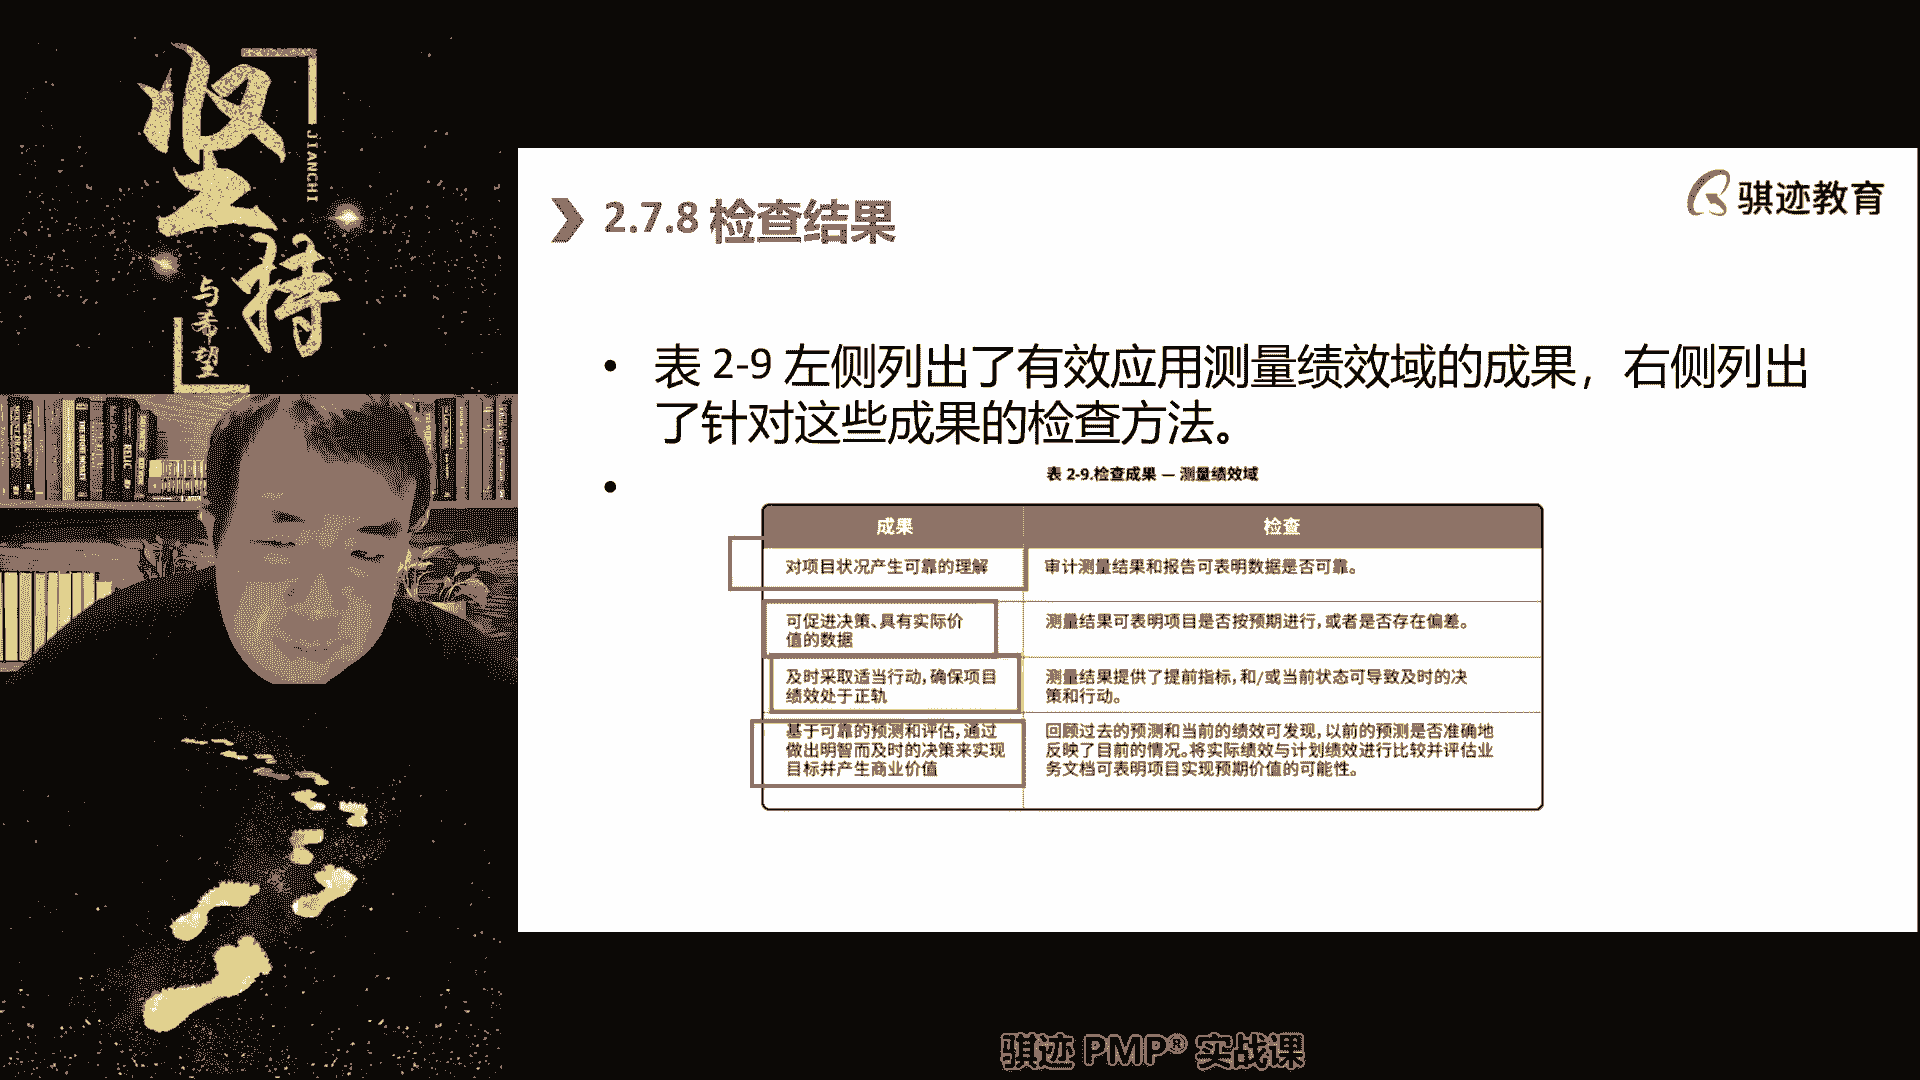 坚持
JIANCHI
与希望
骐迹教育
2.7.8 检查结果
• 表 2-9 左侧列出了有效应用测量绩效域的成果，右侧列出
了针对这些成果的检查方法。
•
表 2-9.检查成果 — 测量绩效域
成果
检查
对项目状况产生可靠的理解
审计测量结果和报告可表明数据是否可靠。
可促进决策、具有实际价
值的数据
测量结果可表明项目是否按预期进行，或者是否存在偏差。
及时采取适当行动，确保项目
绩效处于正轨
测量结果提供了提前指标，和/或当前状态可导致及时的决
策和行动。
基于可靠的预测和评估，通过
做出明智而及时的决策来实现
目标并产生商业价值
回顾过去的预测和当前的绩效可发现，以前的预测是否准确地
反映了目前的情况。将实际绩效与计划绩效进行比较并评估业
务文档可表明项目实现预期价值的可能性。
骐迹 PMP® 实战课